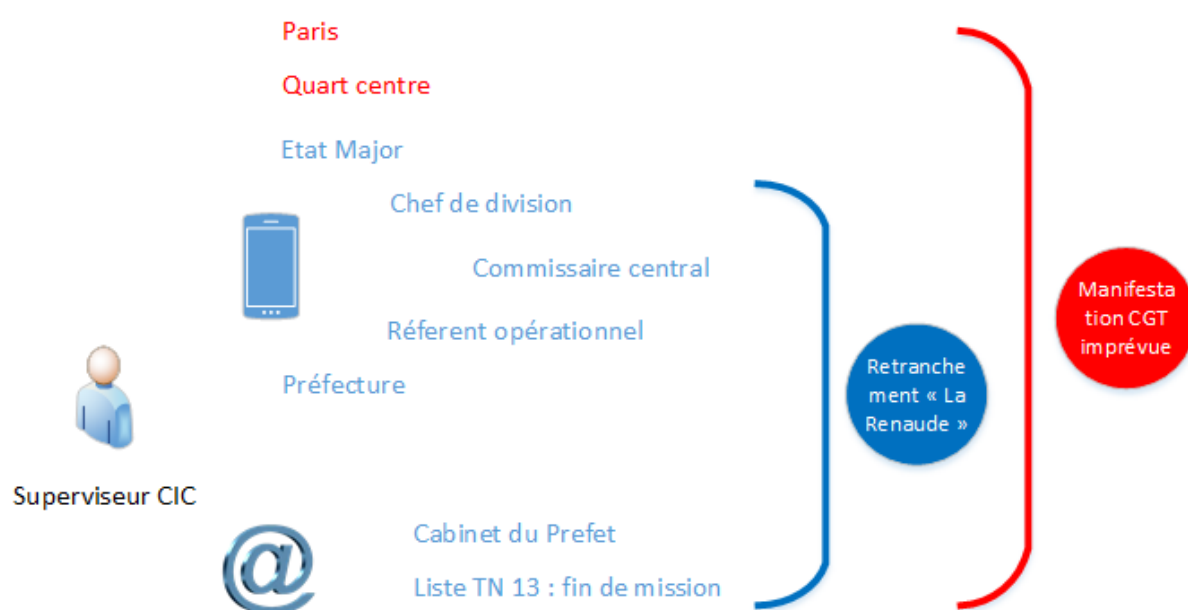 Paris
Quart centre
Etat Major
Chef de division
Commissaire central
Réferent opérationnel
Préfecture
Superviseur CIC
@
Cabinet du Prefet
Liste TN 13 : fin de mission
Retranche
ment « La
Renaude »
Manifesta
tion CGT
imprévue